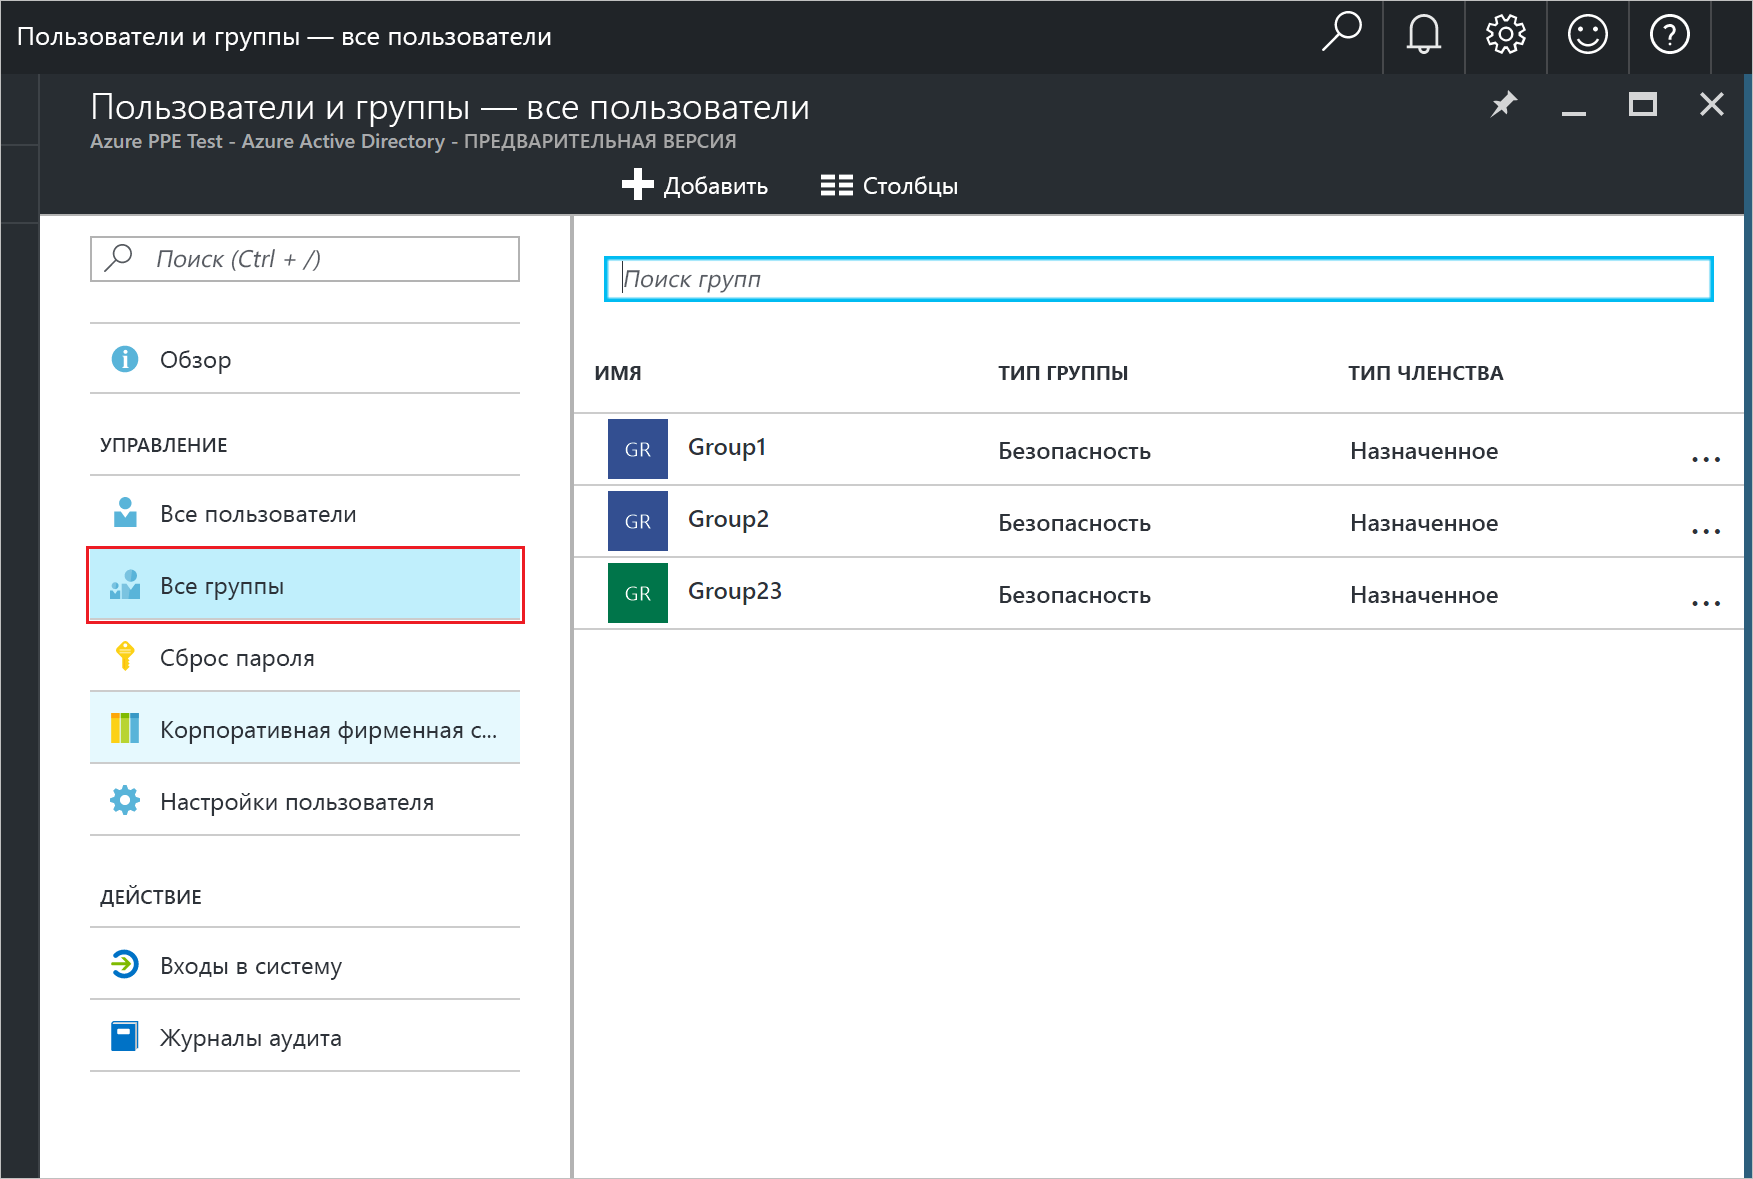 Пользователи и группы — все пользователи
Пользователи и группы — все пользователи
Azure PPE Test - Azure Active Directory - ПРЕДВАРИТЕЛЬНАЯ ВЕРСИЯ
Добавить
Столбцы
Поиск (Ctrl + /)
Обзор
УПРАВЛЕНИЕ
Все пользователи
Все группы
Сброс пароля
Корпоративная фирменная с...
Настройки пользователя
ДЕЙСТВИЕ
Входы в систему
Журналы аудита
Поиск групп
ИМЯ ТИП ГРУППЫ ТИП ЧЛЕНСТВА
GR Group1 Безопасность Назначенное ...
GR Group2 Безопасность Назначенное ...
GR Group23 Безопасность Назначенное ...